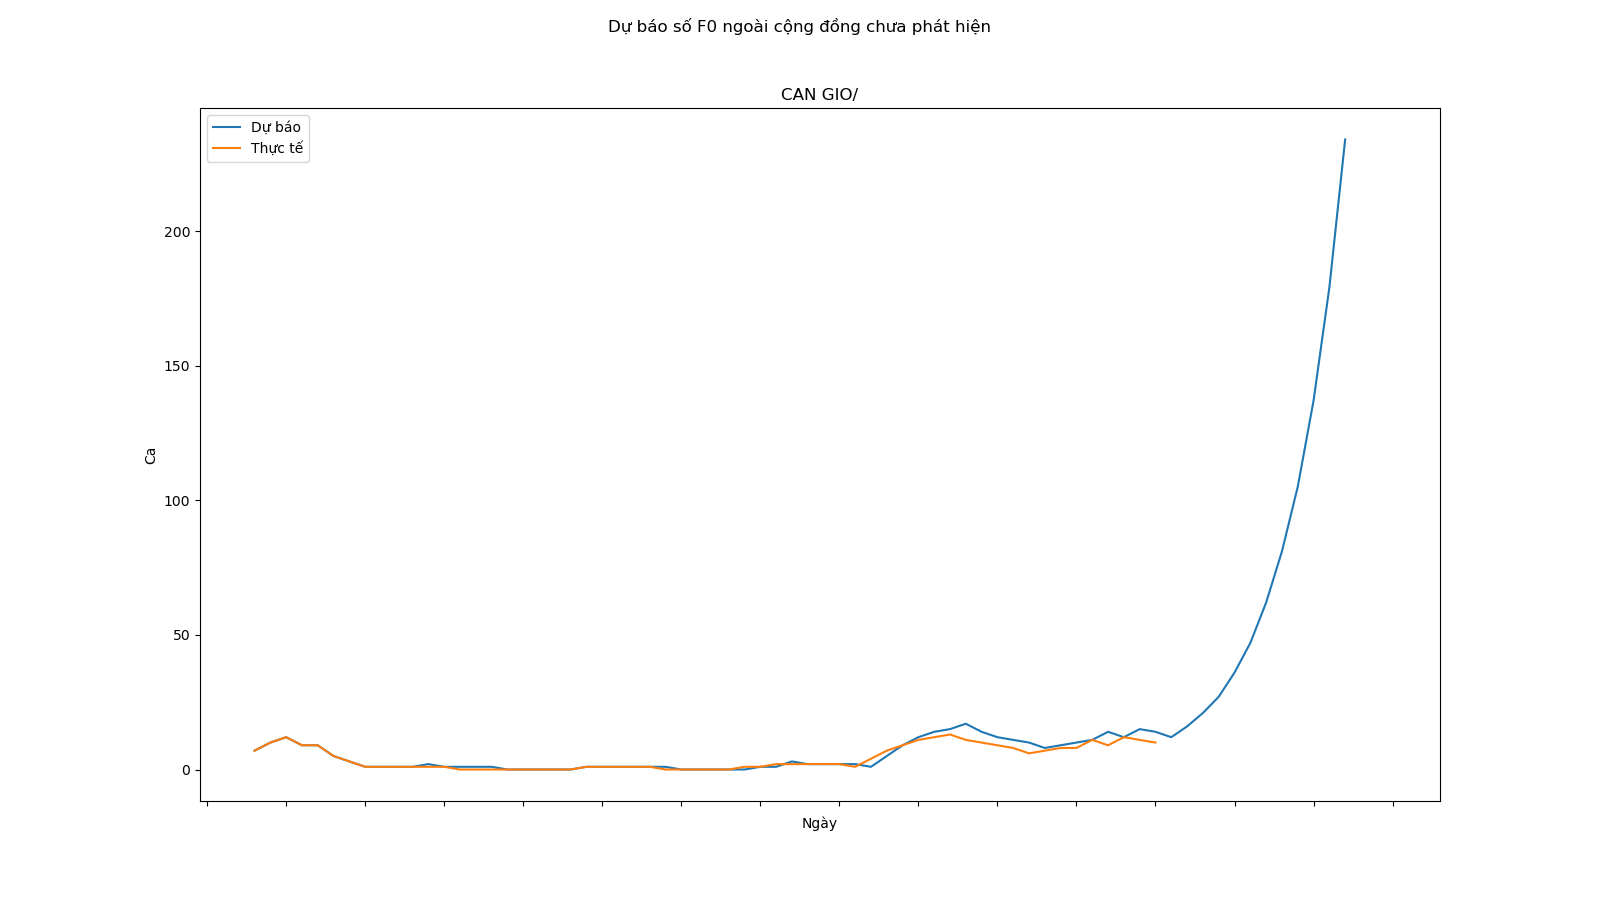 Dự báo số F0 ngoài cộng đồng chưa phát hiện
CAN GIO/
Dự báo
Thực tế
200
150
100
50
0
Ca
Ngày